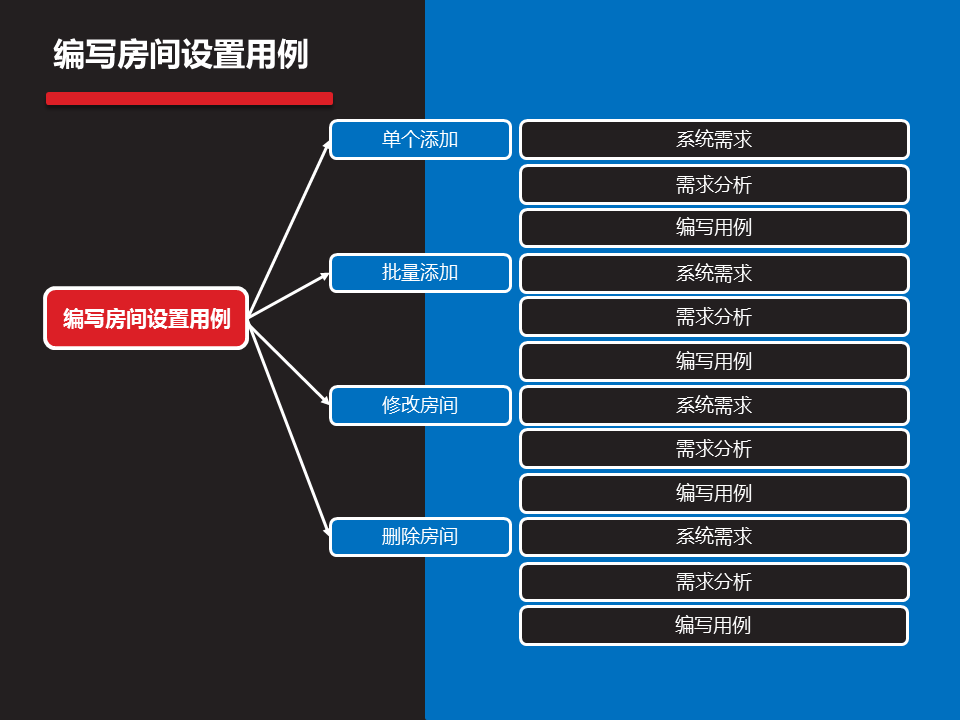 编写房间设置用例
单个添加
系统需求
需求分析
编写用例
编写房间设置用例
批量添加
系统需求
需求分析
编写用例
修改房间
系统需求
需求分析
编写用例
删除房间
系统需求
需求分析
编写用例